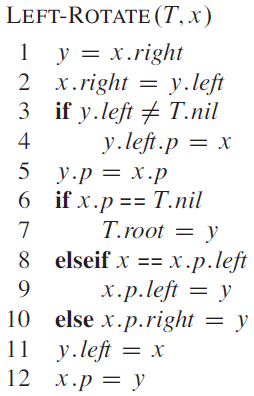 LEFT-ROTATE(T, x)
1 y = x.right
2 x.right = y.left
3 if y.left ≠ T.nil
4 y.left.p = x
5 y.p = x.p
6 if x.p == T.nil
7 T.root = y
8 elseif x == x.p.left
9 x.p.left = y
10 else x.p.right = y
11 y.left = x
12 x.p = y